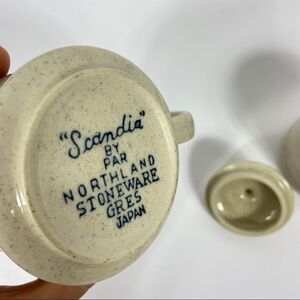 "Scandia"
BY
PAR
NORTHLAND
STONEWARE
GRES
JAPAN